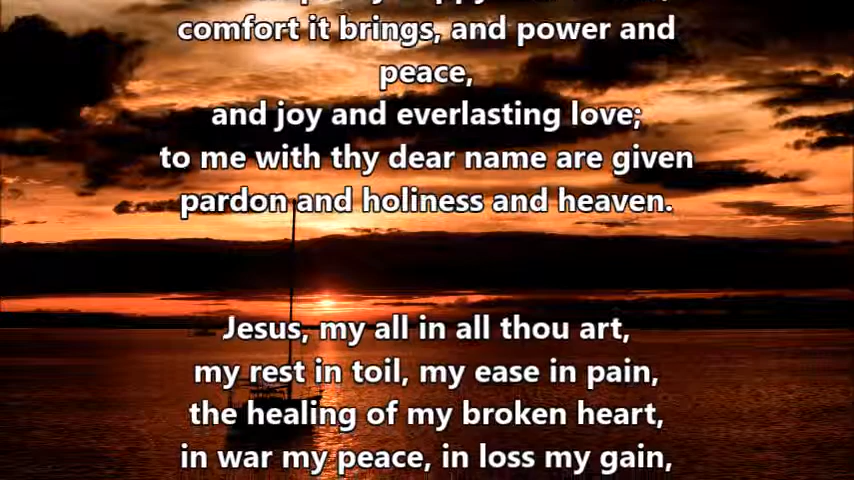 comfort it brings, and power and
peace,
and joy and everlasting love;
to me with thy dear name are given
pardon and holiness and heaven.
Jesus, my all in all thou art,
my rest in toil, my ease in pain,
the healing of my broken heart,
in war my peace, in loss my gain,